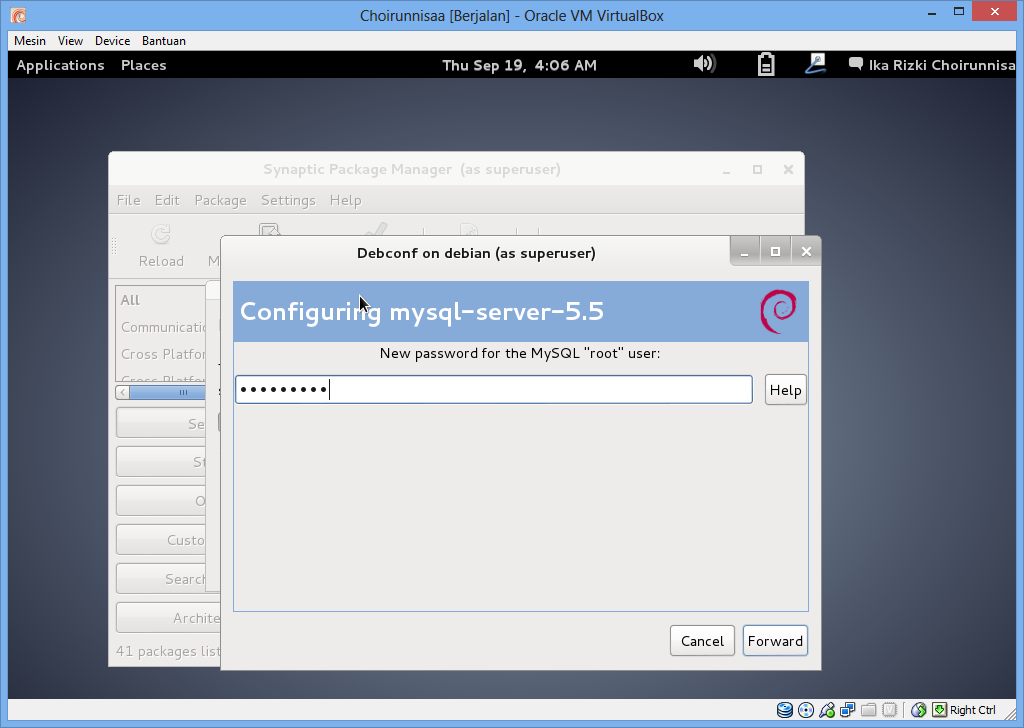 Choirunnisaa [Berjalan] - Oracle VM VirtualBox
Mesin View Device Bantuan
Applications Places Thu Sep 19, 4:06 AM Ika Rizki Choirunnisa
Synaptic Package Manager (as superuser)
File Edit Package Settings Help
Reload M
Debconf on debian (as superuser)
All
Configuring mysql-server-5.5
Communicatio
New password for the MySQL "root" user:
Cross Platfor
Cross Platfor
••••••••• Help
Se
St
O
Custo
Search
Archite
Cancel Forward
41 packages list
Right Ctrl